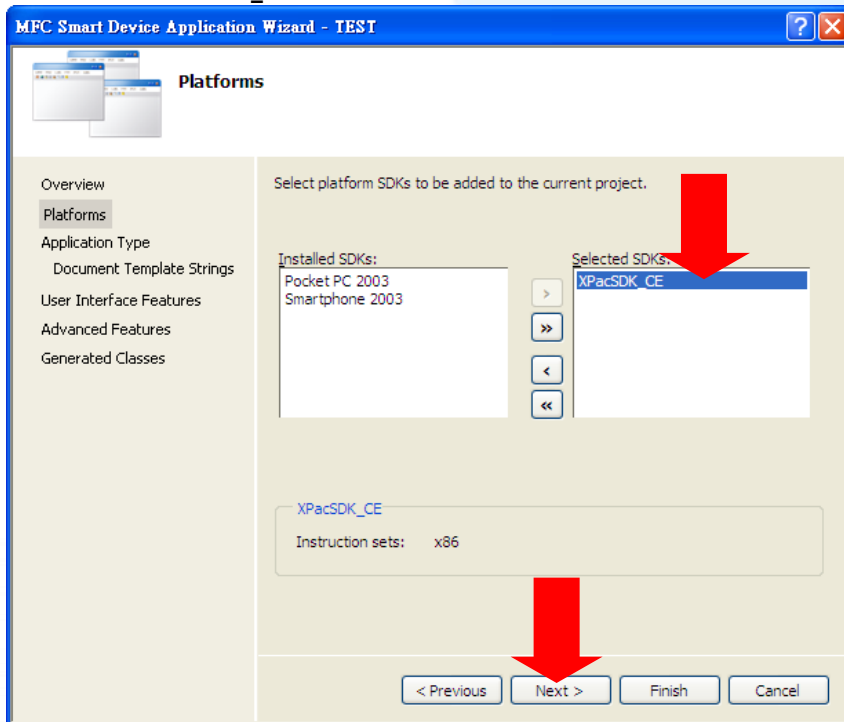 MFC Smart Device Application Wizard - TEST
Platforms
Overview
Platforms
Application Type
Document Template Strings
User Interface Features
Advanced Features
Generated Classes
Select platform SDKs to be added to the current project.
Installed SDKs:
Pocket PC 2003
Smartphone 2003
>
»
<
«
Selected SDKs:
XPacSDK_CE
XPacSDK_CE
Instruction sets: x86
< Previous
Next >
Finish
Cancel